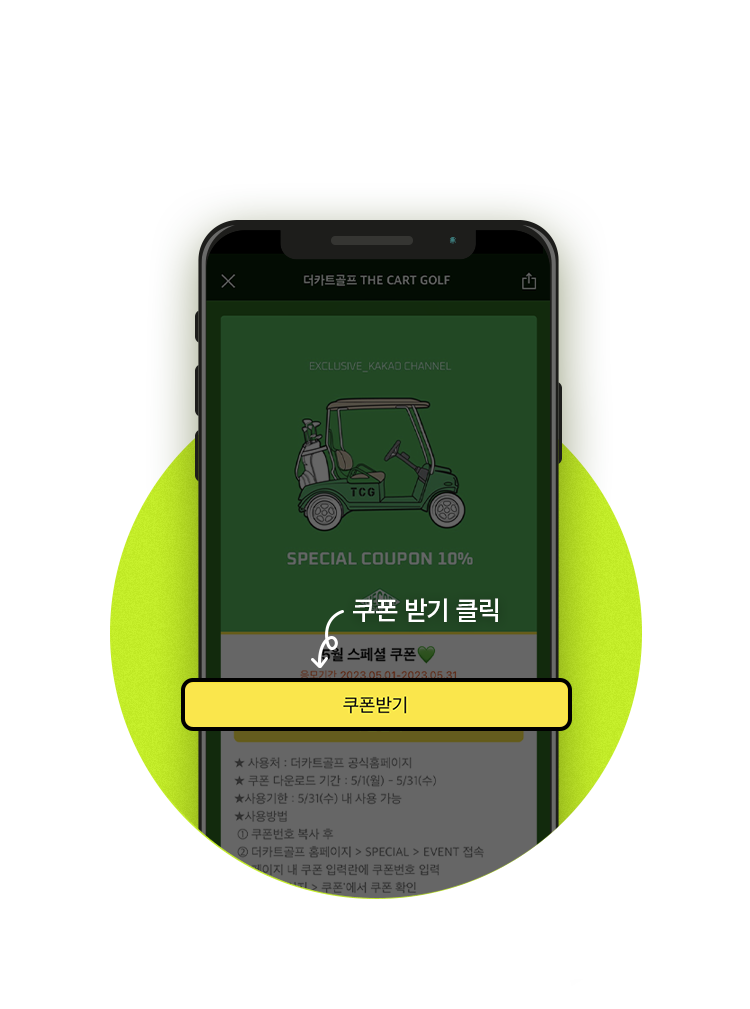 더카트골프 THE CART GOLF
EXCLUSIVE_KAKAO CHANNEL
TCG
SPECIAL COUPON 10%
쿠폰 받기 클릭
5월 스페셜 쿠폰💚
응모기간 2023.05.01-2023.05.31
쿠폰받기
★ 사용처 : 더카트골프 공식홈페이지
★ 쿠폰 다운로드 기간 : 5/1(월) - 5/31(수)
★사용기한 : 5/31(수) 내 사용 가능
★사용방법
① 쿠폰번호 복사 후
② 더카트골프 홈페이지 > SPECIAL > EVENT 접속
페이지 내 쿠폰 입력란에 쿠폰번호 입력
> 쿠폰'에서 쿠폰 확인